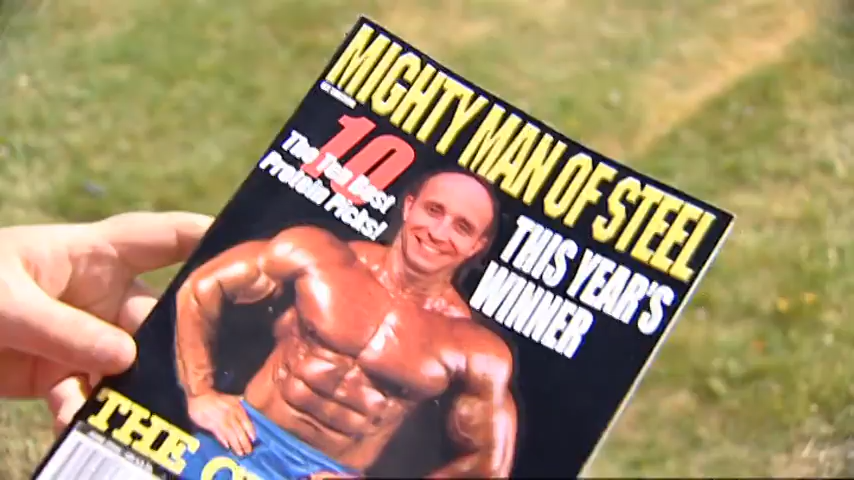 MIGHTY MAN OF STEEL
10
The Ten Best
Protein Picks!
THIS YEAR'S
WINNER
THE